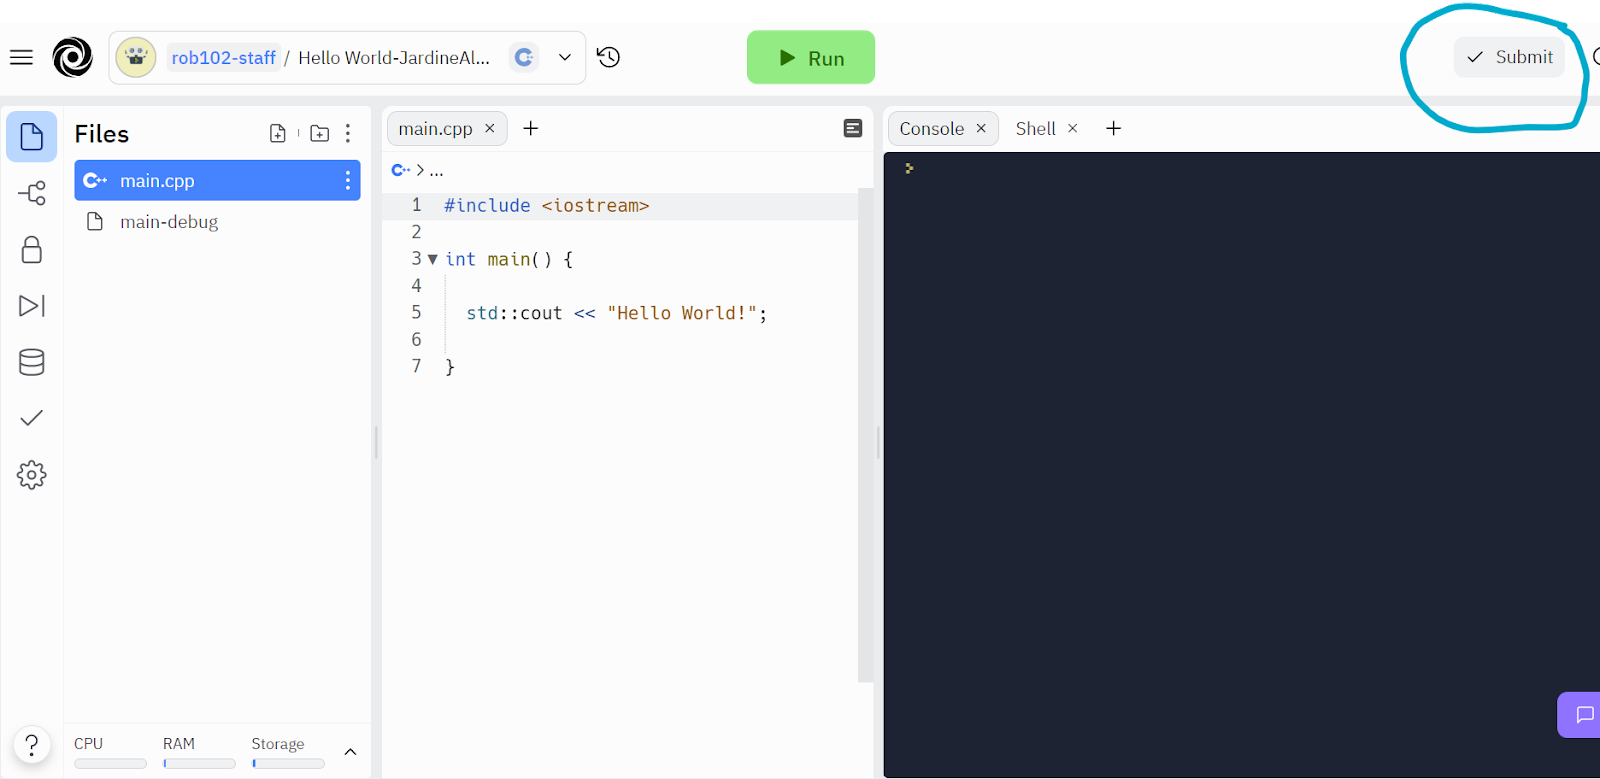 rob102-staff / Hello World-JardineAl...
Run
Submit
Files
main.cpp
main-debug
CPU RAM Storage
?
main.cpp × +
C++ > ...
1 #include <iostream>
2
3 int main() {
4
5 std::cout << "Hello World!";
6
7 }
Console × Shell × +